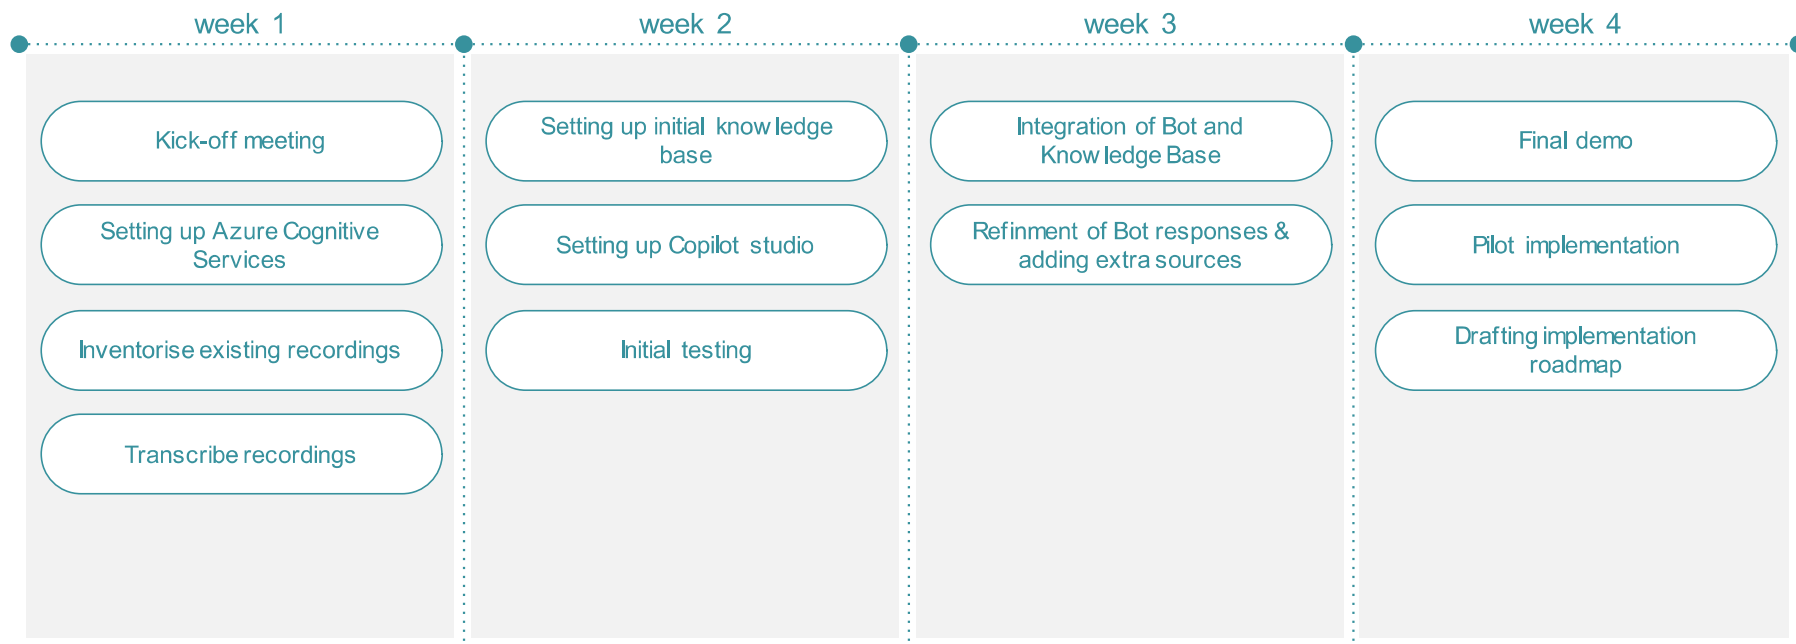 week 1
week 2
week 3
week 4
Kick-off meeting
Setting up Azure Cognitive
Services
Inventorise existing recordings
Transcribe recordings
Setting up initial knowledge
base
Setting up Copilot studio
Initial testing
Integration of Bot and
Knowledge Base
Refinment of Bot responses &
adding extra sources
Final demo
Pilot implementation
Drafting implementation
roadmap